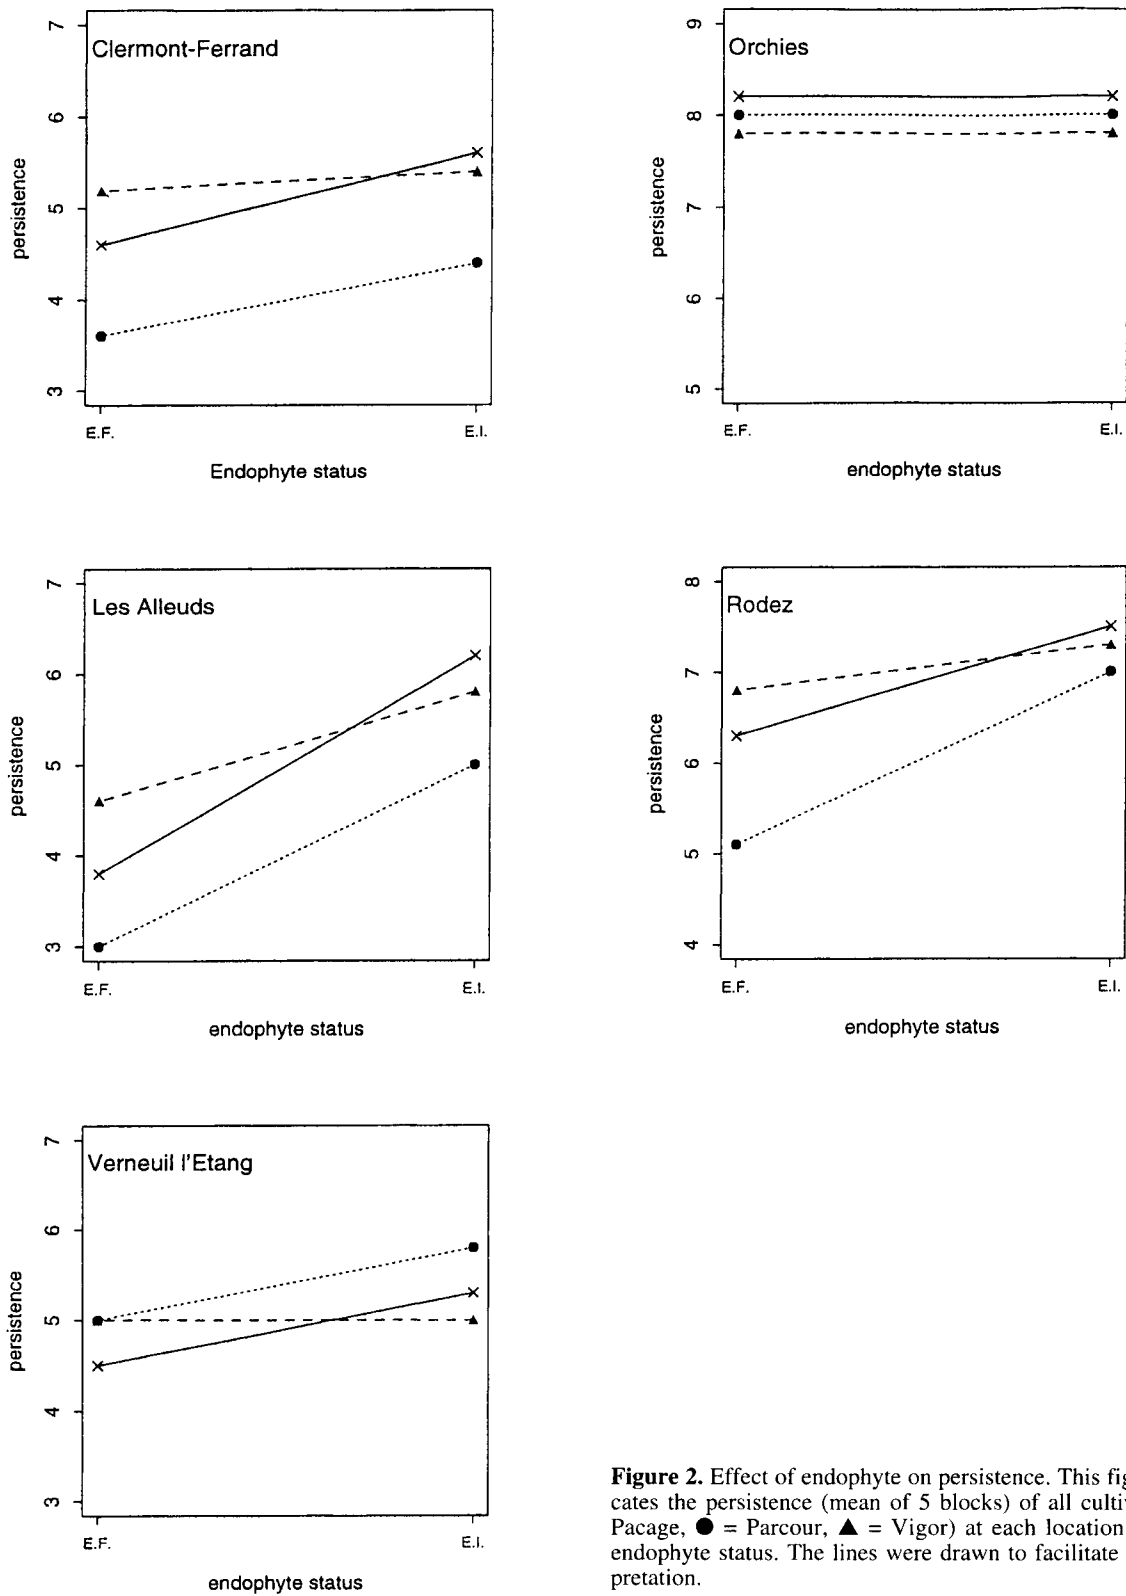 Clermont-Ferrand
persistence
7
6
5
4
3
E.F. E.I.
Endophyte status
Orchies
persistence
9
8
7
6
5
E.F. E.I.
endophyte status
Les Alleuds
persistence
7
6
5
4
3
E.F. E.I.
endophyte status
Rodez
persistence
8
7
6
5
4
E.F. E.I.
endophyte status
Verneuil l'Etang
persistence
7
6
5
4
3
E.F. E.I.
endophyte status
Figure 2. Effect of endophyte on persistence. This fig
cates the persistence (mean of 5 blocks) of all cultiv
Pacage, ● = Parcour, ▲ = Vigor) at each location
endophyte status. The lines were drawn to facilitate
pretation.